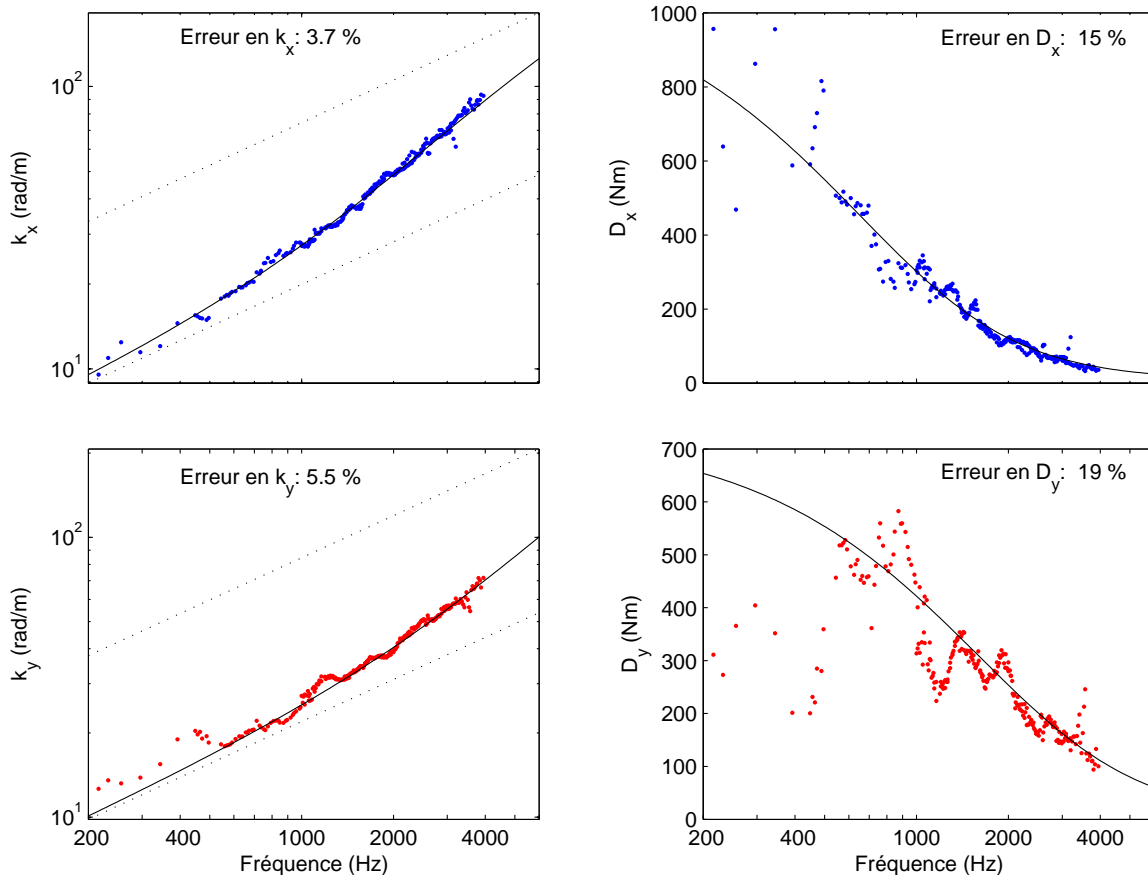 Erreur en k_x: 3.7 %
k_x (rad/m)
10^2
10^1
Erreur en D_x: 15 %
D_x (Nm)
1000
800
600
400
200
0
Erreur en k_y: 5.5 %
k_y (rad/m)
10^2
10^1
200 400 1000 2000 4000
Fréquence (Hz)
Erreur en D_y: 19 %
D_y (Nm)
700
600
500
400
300
200
100
0
200 400 1000 2000 4000
Fréquence (Hz)